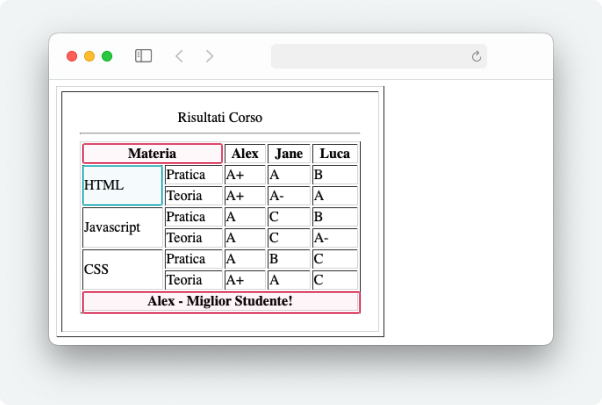 Risultati Corso
Materia Alex Jane Luca
HTML Pratica A+ A B
Teoria A+ A- A
Javascript Pratica A C B
Teoria A C A-
CSS Pratica A B C
Teoria A+ A C
Alex - Miglior Studente!